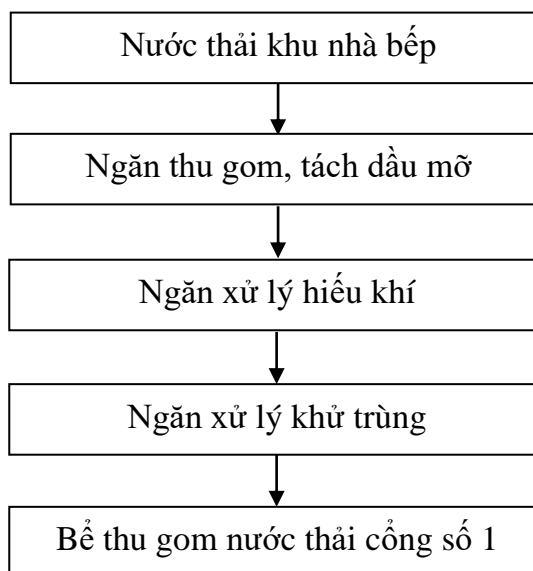 Nước thải khu nhà bếp
Ngăn thu gom, tách dầu mỡ
Ngăn xử lý hiếu khí
Ngăn xử lý khử trùng
Bể thu gom nước thải cổng số 1